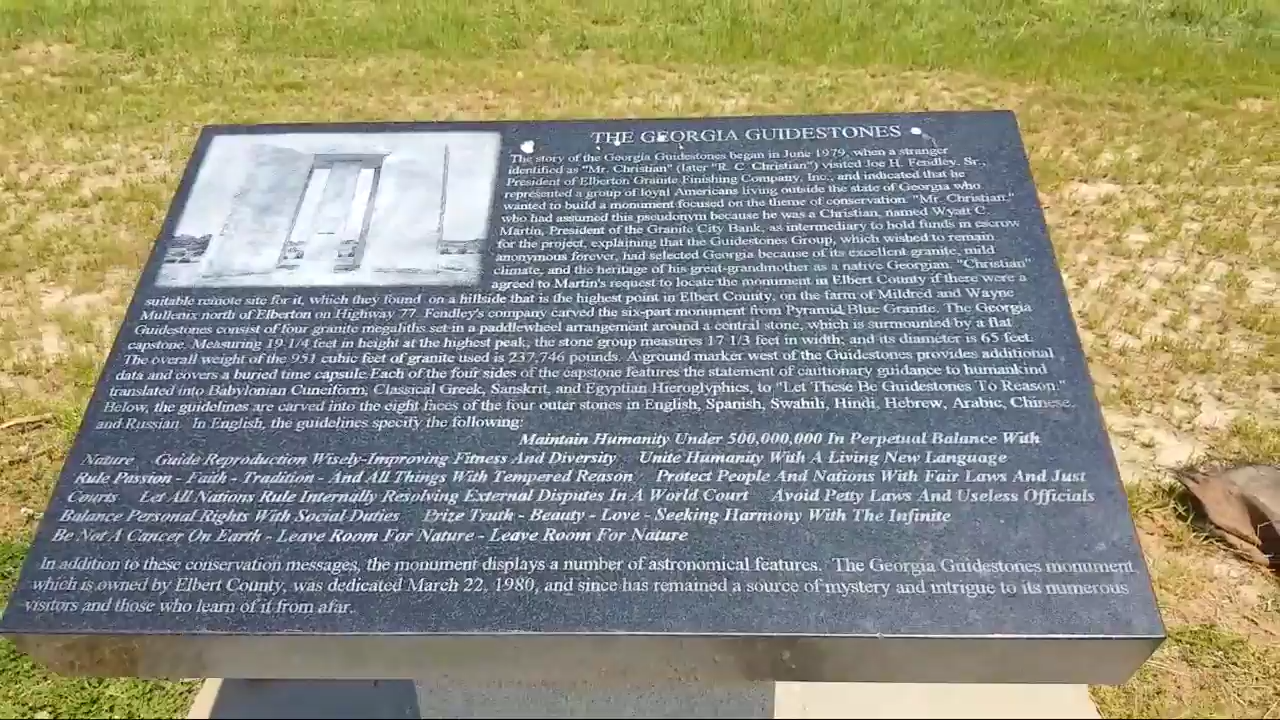 THE GEORGIA GUIDESTONES
The story of the Georgia Guidestones began in June 1979, when a stranger
identified as "Mr. Christian" (later "R. C. Christian") visited Joe H. Fendley, Sr.,
President of Elberton Granite Finishing Company, Inc., and indicated that he
represented a group of loyal Americans living outside the state of Georgia who
wanted to build a monument focused on the theme of conservation. "Mr. Christian,"
who had assumed this pseudonym because he was a Christian, named Wyatt C.
Martin, President of the Granite City Bank, as intermediary to hold funds in escrow
for the project, explaining that the Guidestones Group, which wished to remain
anonymous forever, had selected Georgia because of its excellent granite, mild
climate, and the heritage of his great-grandmother as a native Georgian. "Christian"
agreed to Martin's request to locate the monument in Elbert County if there were a
suitable remote site for it, which they found on a hillside that is the highest point in Elbert County, on the farm of Mildred and Wayne
Mullenix north of Elberton on Highway 77. Fendley's company carved the six-part monument from Pyramid Blue Granite. The Georgia
Guidestones consist of four granite megaliths set in a paddlewheel arrangement around a central stone, which is surmounted by a flat
capstone. Measuring 19 1/4 feet in height at the highest peak, the stone group measures 17 1/3 feet in width; and its diameter is 65 feet.
The overall weight of the 951 cubic feet of granite used is 237,746 pounds. A ground marker west of the Guidestones provides additional
data and covers a buried time capsule. Each of the four sides of the capstone features the statement of cautionary guidance to humankind
translated into Babylonian Cuneiform, Classical Greek, Sanskrit, and Egyptian Hieroglyphics, to "Let These Be Guidestones To Reason."
Below, the guidelines are carved into the eight faces of the four outer stones in English, Spanish, Swahili, Hindi, Hebrew, Arabic, Chinese,
and Russian. In English, the guidelines specify the following:
Maintain Humanity Under 500,000,000 In Perpetual Balance With
Nature Guide Reproduction Wisely-Improving Fitness And Diversity Unite Humanity With A Living New Language
Rule Passion - Faith - Tradition - And All Things With Tempered Reason Protect People And Nations With Fair Laws And Just
Courts Let All Nations Rule Internally Resolving External Disputes In A World Court Avoid Petty Laws And Useless Officials
Balance Personal Rights With Social Duties Prize Truth - Beauty - Love - Seeking Harmony With The Infinite
Be Not A Cancer On Earth - Leave Room For Nature - Leave Room For Nature
In addition to these conservation messages, the monument displays a number of astronomical features. The Georgia Guidestones monument
which is owned by Elbert County, was dedicated March 22, 1980, and since has remained a source of mystery and intrigue to its numerous
visitors and those who learn of it from afar.